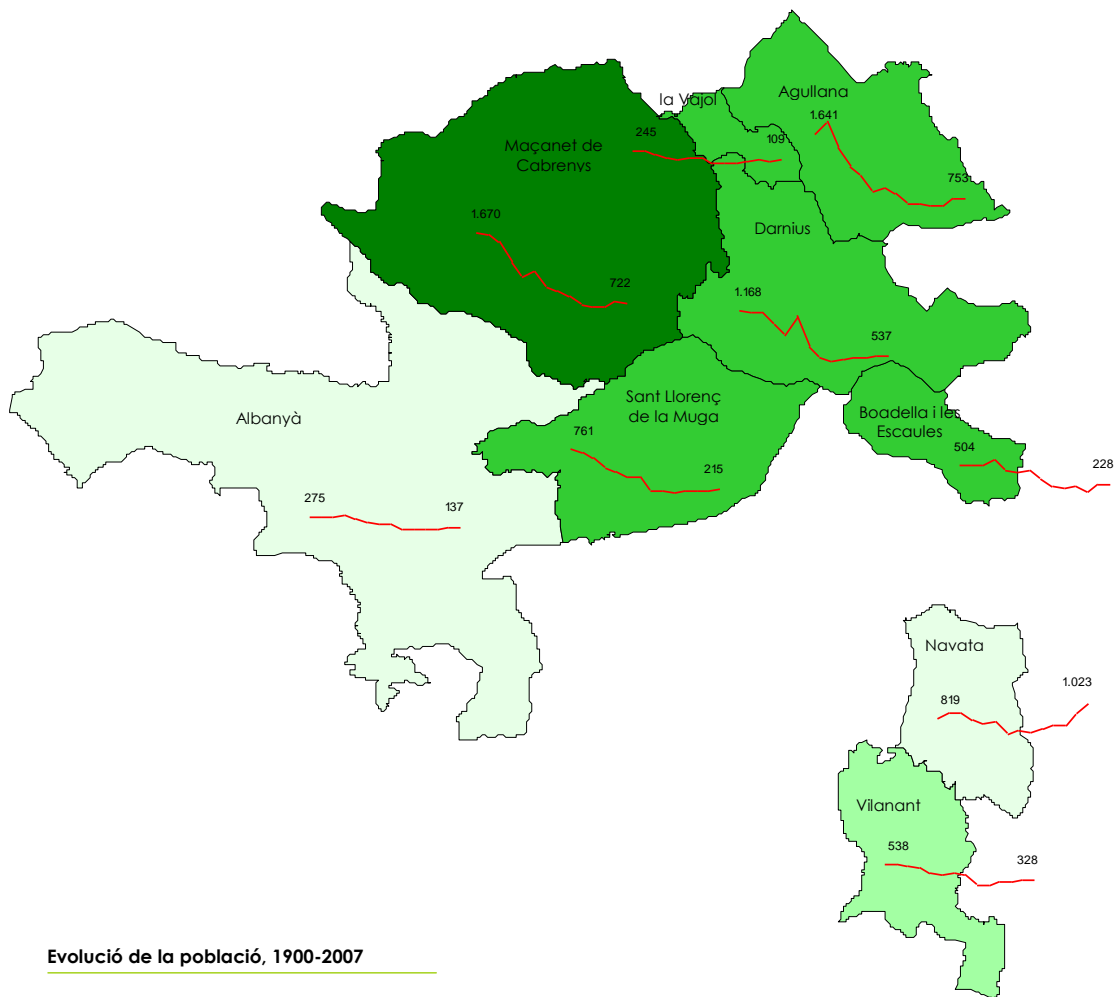 la Vajol
Agullana
1.641
245
109
Maçanet de
Cabrenys
753
1.670
722
Darnius
1.168
537
Sant Llorenç
de la Muga
761
215
Boadella i les
Escaules
504
228
Albanyà
275
137
Navata
819
1.023
Vilanant
538
328
Evolució de la població, 1900-2007